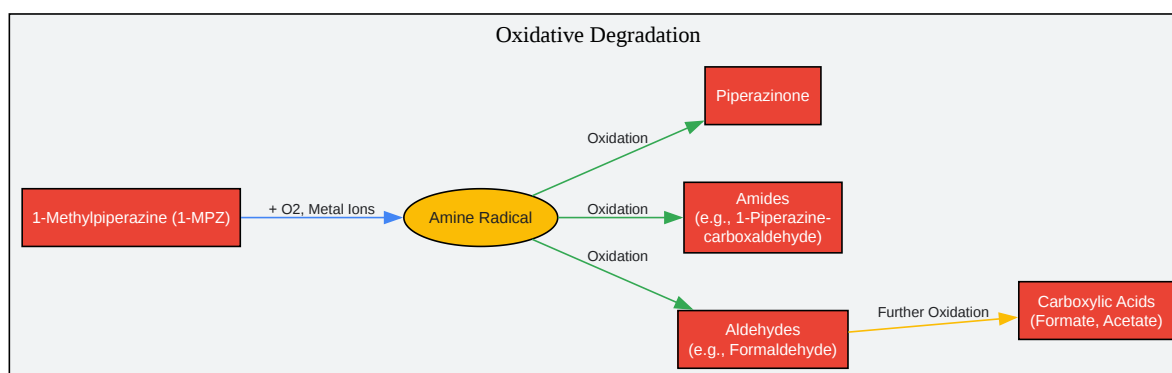 Oxidative Degradation
Piperazinone
Oxidation
1-Methylpiperazine (1-MPZ)
+ O2, Metal Ions
Amine Radical
Oxidation
Amides
(e.g., 1-Piperazine-
carboxaldehyde)
Oxidation
Aldehydes
(e.g., Formaldehyde)
Further Oxidation
Carboxylic Acids
(Formate, Acetate)